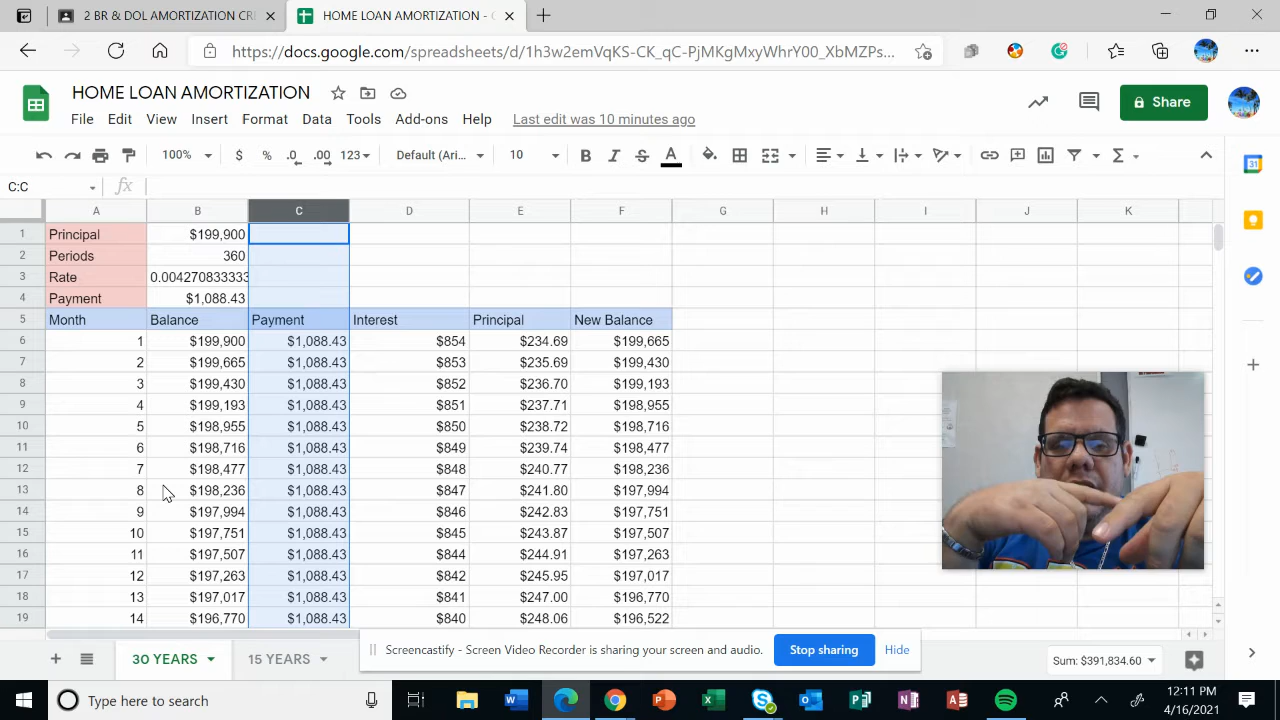 2 BR & DOL AMORTIZATION CRE
HOME LOAN AMORTIZATION - G
https://docs.google.com/spreadsheets/d/1h3w2emVqKS-CK_qC-PjMKgMxyWhrY00_XbMZPs...
HOME LOAN AMORTIZATION
Share
File Edit View Insert Format Data Tools Add-ons Help Last edit was 10 minutes ago
100% $ % .0 .00 123 Default (Ari... 10 B I S A
C:C fx
A B C D E F G H I J K
1 Principal $199,900
2 Periods 360
3 Rate 0.004270833333
4 Payment $1,088.43
5 Month Balance Payment Interest Principal New Balance
6 1 $199,900 $1,088.43 $854 $234.69 $199,665
7 2 $199,665 $1,088.43 $853 $235.69 $199,430
8 3 $199,430 $1,088.43 $852 $236.70 $199,193
9 4 $199,193 $1,088.43 $851 $237.71 $198,955
10 5 $198,955 $1,088.43 $850 $238.72 $198,716
11 6 $198,716 $1,088.43 $849 $239.74 $198,477
12 7 $198,477 $1,088.43 $848 $240.77 $198,236
13 8 $198,236 $1,088.43 $847 $241.80 $197,994
14 9 $197,994 $1,088.43 $846 $242.83 $197,751
15 10 $197,751 $1,088.43 $845 $243.87 $197,507
16 11 $197,507 $1,088.43 $844 $244.91 $197,263
17 12 $197,263 $1,088.43 $842 $245.95 $197,017
18 13 $197,017 $1,088.43 $841 $247.00 $196,770
19 14 $196,770 $1,088.43 $840 $248.06 $196,522
30 YEARS 15 YEARS
Screencastify - Screen Video Recorder is sharing your screen and audio. Stop sharing Hide
Sum: $391,834.60
Type here to search
12:11 PM
4/16/2021